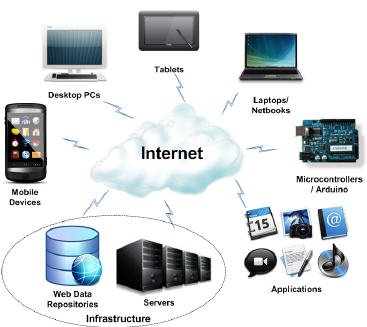 Tablets
Desktop PCs
Laptops/
Netbooks
Internet
Mobile
Devices
Microcontrollers
/ Arduino
15
@
Applications
Web Data
Repositories
Servers
Infrastructure